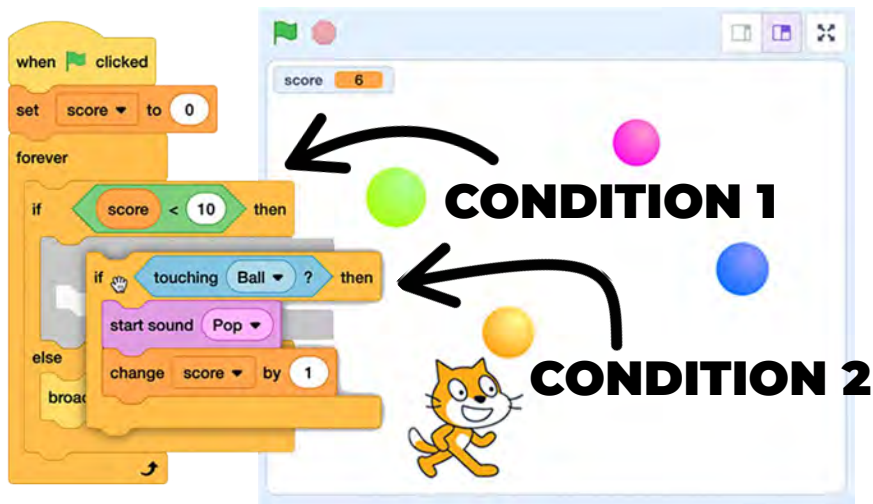 when clicked
set score to 0
forever
if score < 10 then
if touching Ball ? then
start sound Pop
change score by 1
else
broad
score 6
CONDITION 1
CONDITION 2